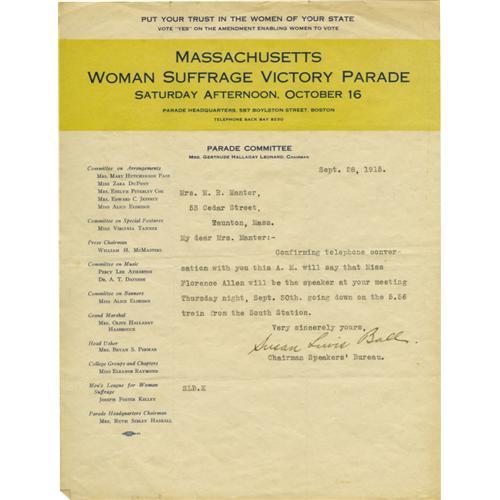 PUT YOUR TRUST IN THE WOMEN OF YOUR STATE
VOTE "YES" ON THE AMENDMENT ENABLING WOMEN TO VOTE
MASSACHUSETTS
WOMAN SUFFRAGE VICTORY PARADE
SATURDAY AFTERNOON, OCTOBER 16
PARADE HEADQUARTERS, 587 BOYLSTON STREET, BOSTON
TELEPHONE BACK BAY 8230
PARADE COMMITTEE
MRS. GERTRUDE HALLADAY LEONARD, CHAIRMAN
Sept. 28, 1915.
Mrs. M. R. Manter,
53 Cedar Street,
Taunton, Mass.
My dear Mrs. Manter:-
Confirming telephone conver-
sation with you this A. M. will say that Miss
Florence Allen will be the speaker at your meeting
Thursday night, Sept. 30th. going down on the 5.56
train from the South Station.
Very sincerely yours,
Susan Lewis Ball
Chairman Speakers' Bureau.
SLB.K
Committee on Arrangements
MRS. MARY HUTCHESON PAGE
MISS ZARA DUPONT
MRS. EVELYN PEVERLEY COE
MRS. EDWARD C. JEFFREY
MISS ALICE ELDRIDGE
Committee on Special Features
MISS VIRGINIA TANNER
Press Chairman
WILLIAM H. MCMASTERS
Committee on Music
PERCY LEE ATHERTON
DR. A. T. DAVISON
Committee on Banners
MISS ALICE ELDRIDGE
Grand Marshal
MRS. OLIVE HALLADAY
HASBROUCK
Head Usher
MRS. BRYAN S. PERMAR
College Groups and Chapters
MISS ELEANOR RAYMOND
Men's League for Woman
Suffrage
JOSEPH FOSTER KELLEY
Parade Headquarters Chairman
MRS. RUTH SIBLEY HASKELL